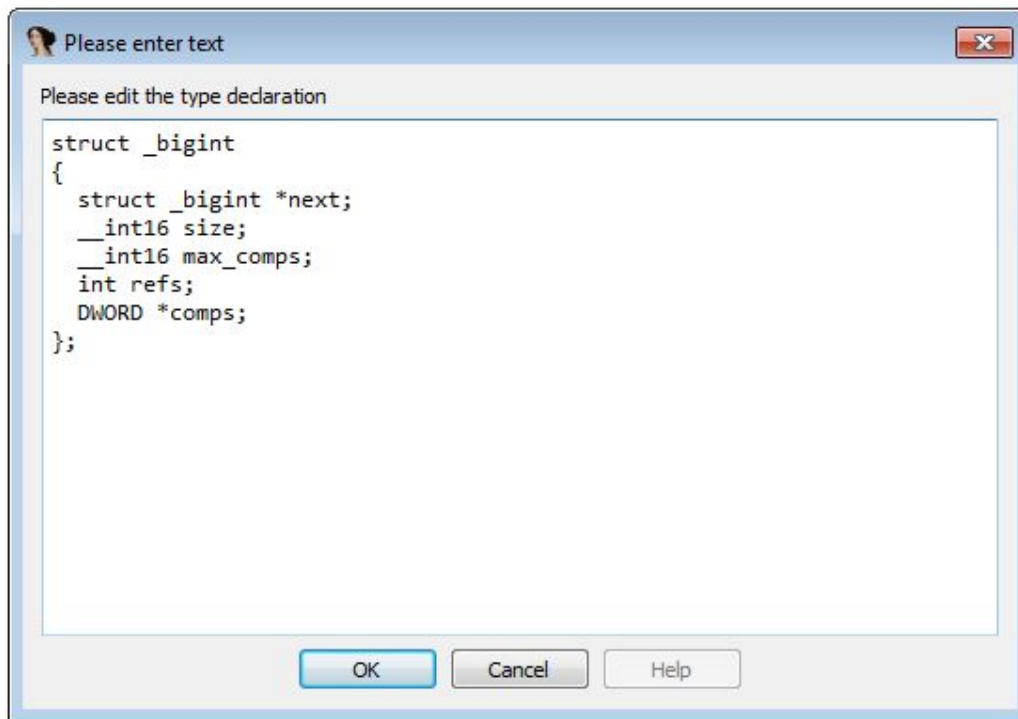 Please enter text
Please edit the type declaration
struct _bigint
{
  struct _bigint *next;
  __int16 size;
  __int16 max_comps;
  int refs;
  DWORD *comps;
};
OK Cancel Help